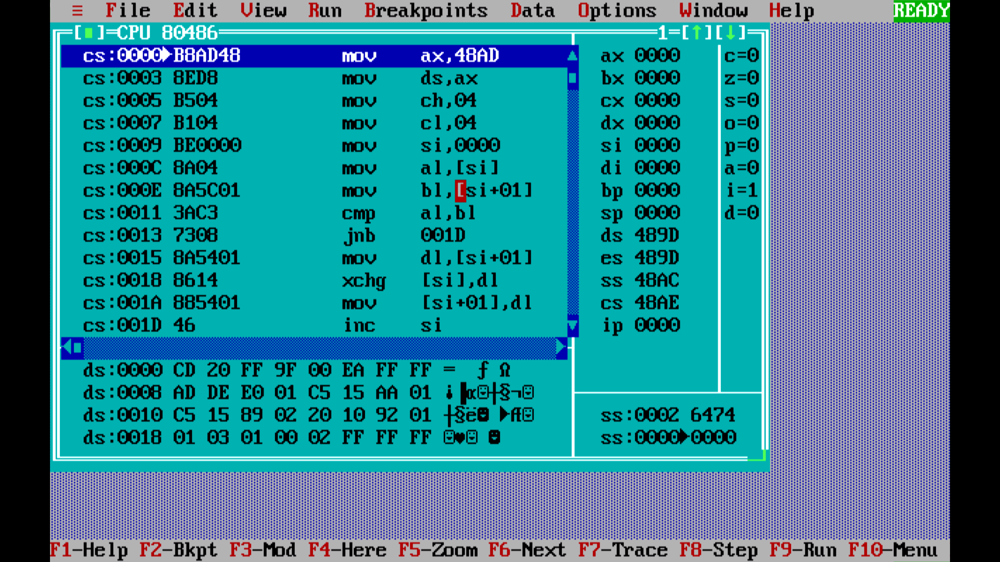 ≡ File Edit View Run Breakpoints Data Options Window Help READY
[■]=CPU 80486 1=[↑][↓]
cs:0000►B8AD48 mov ax,48AD ax 0000 c=0
cs:0003 8ED8 mov ds,ax bx 0000 z=0
cs:0005 B504 mov ch,04 cx 0000 s=0
cs:0007 B104 mov cl,04 dx 0000 o=0
cs:0009 BE0000 mov si,0000 si 0000 p=0
cs:000C 8A04 mov al,[si] di 0000 a=0
cs:000E 8A5C01 mov bl,[si+01] bp 0000 i=1
cs:0011 3AC3 cmp al,bl sp 0000 d=0
cs:0013 7308 jnb 001D ds 489D
cs:0015 8A5401 mov dl,[si+01] es 489D
cs:0018 8614 xchg [si],dl ss 48AC
cs:001A 885401 mov [si+01],dl cs 48AE
cs:001D 46 inc si ip 0000
ds:0000 CD 20 FF 9F 00 EA FF FF = ƒ Ω
ds:0008 AD DE E0 01 C5 15 AA 01 ¡▐α☺┼§¬☺
ds:0010 C5 15 89 02 20 10 92 01 ┼§ë☻ ►Æ☺ ss:0002 6474
ds:0018 01 03 01 00 02 FF FF FF ☺♥☺ ☻ ss:0000►0000
F1-Help F2-Bkpt F3-Mod F4-Here F5-Zoom F6-Next F7-Trace F8-Step F9-Run F10-Menu